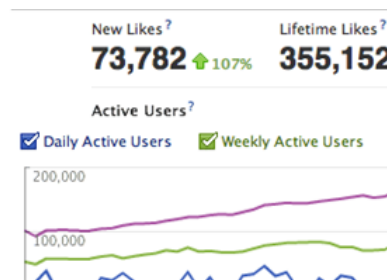 New Likes? Lifetime Likes?
73,782 107% 355,152
Active Users?
Daily Active Users Weekly Active Users
200,000
100,000